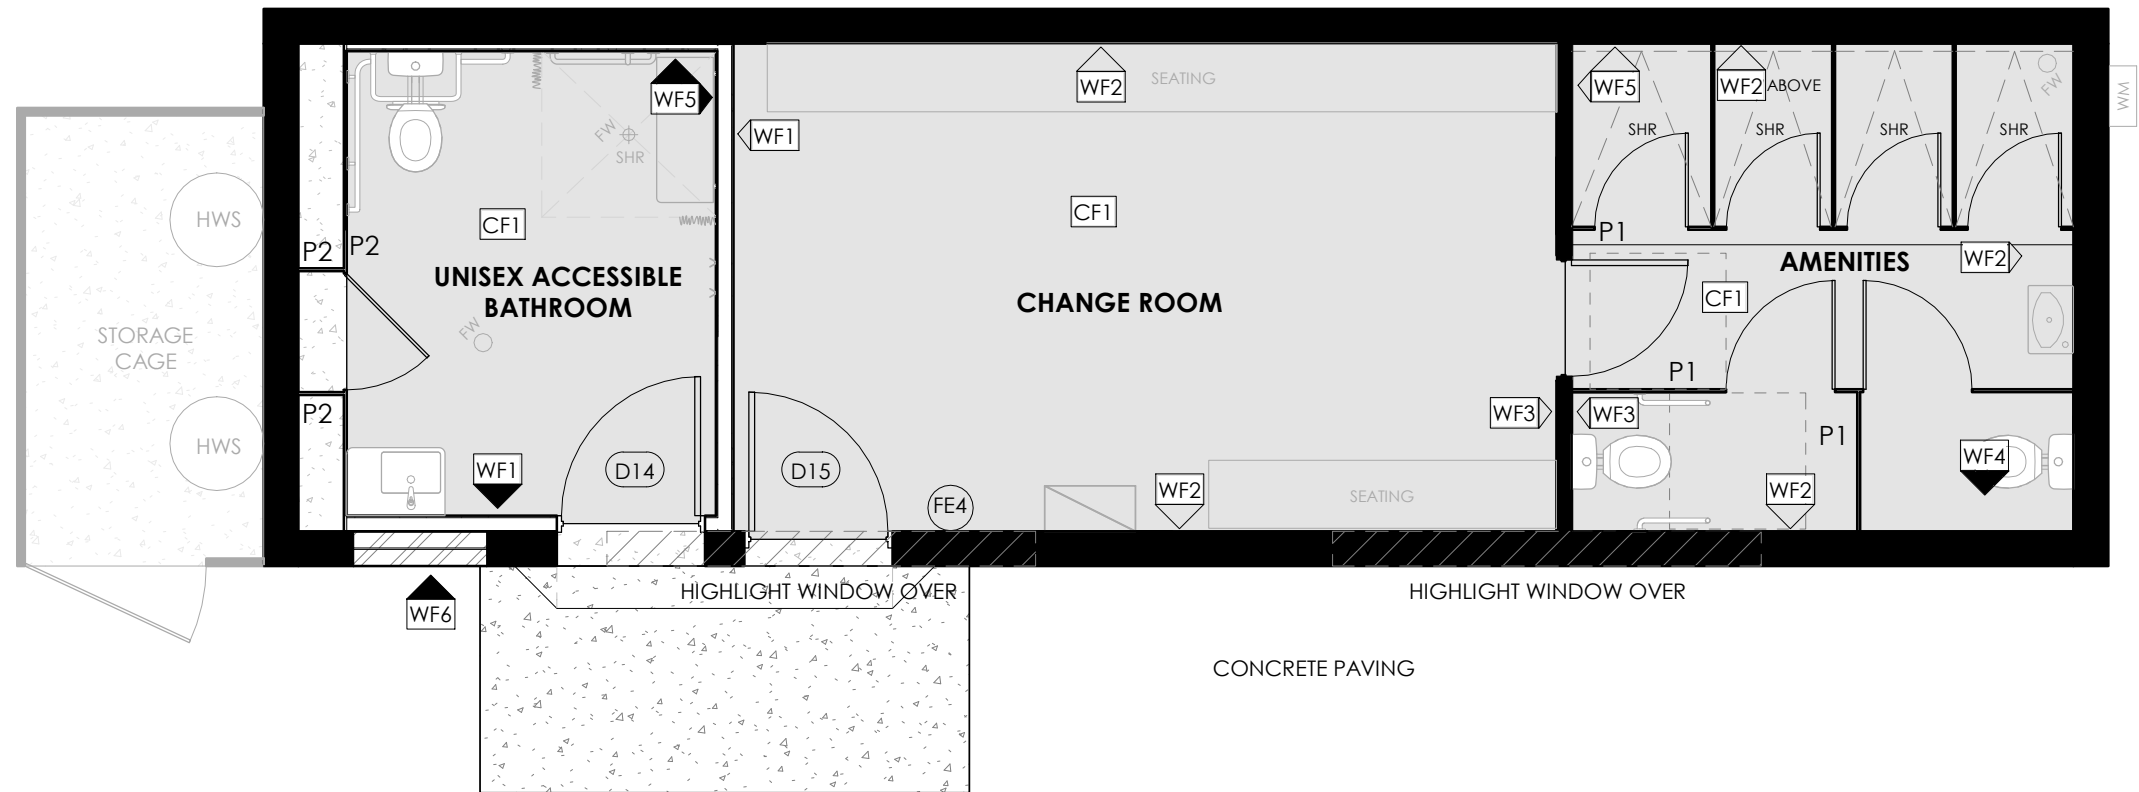 WF5
WF2
SEATING
WF5
WF2
ABOVE
FW
WM
FW
SHR
WF1
SHR
SHR
SHR
SHR
HWS
CF1
CF1
P2
P2
P1
UNISEX ACCESSIBLE
BATHROOM
CHANGE ROOM
AMENITIES
WF2
CF1
STORAGE
CAGE
FW
P1
P2
WF3
WF3
HWS
WF1
D14
D15
FE4
WF2
SEATING
P1
WF2
WF4
HIGHLIGHT WINDOW OVER
HIGHLIGHT WINDOW OVER
WF6
CONCRETE PAVING